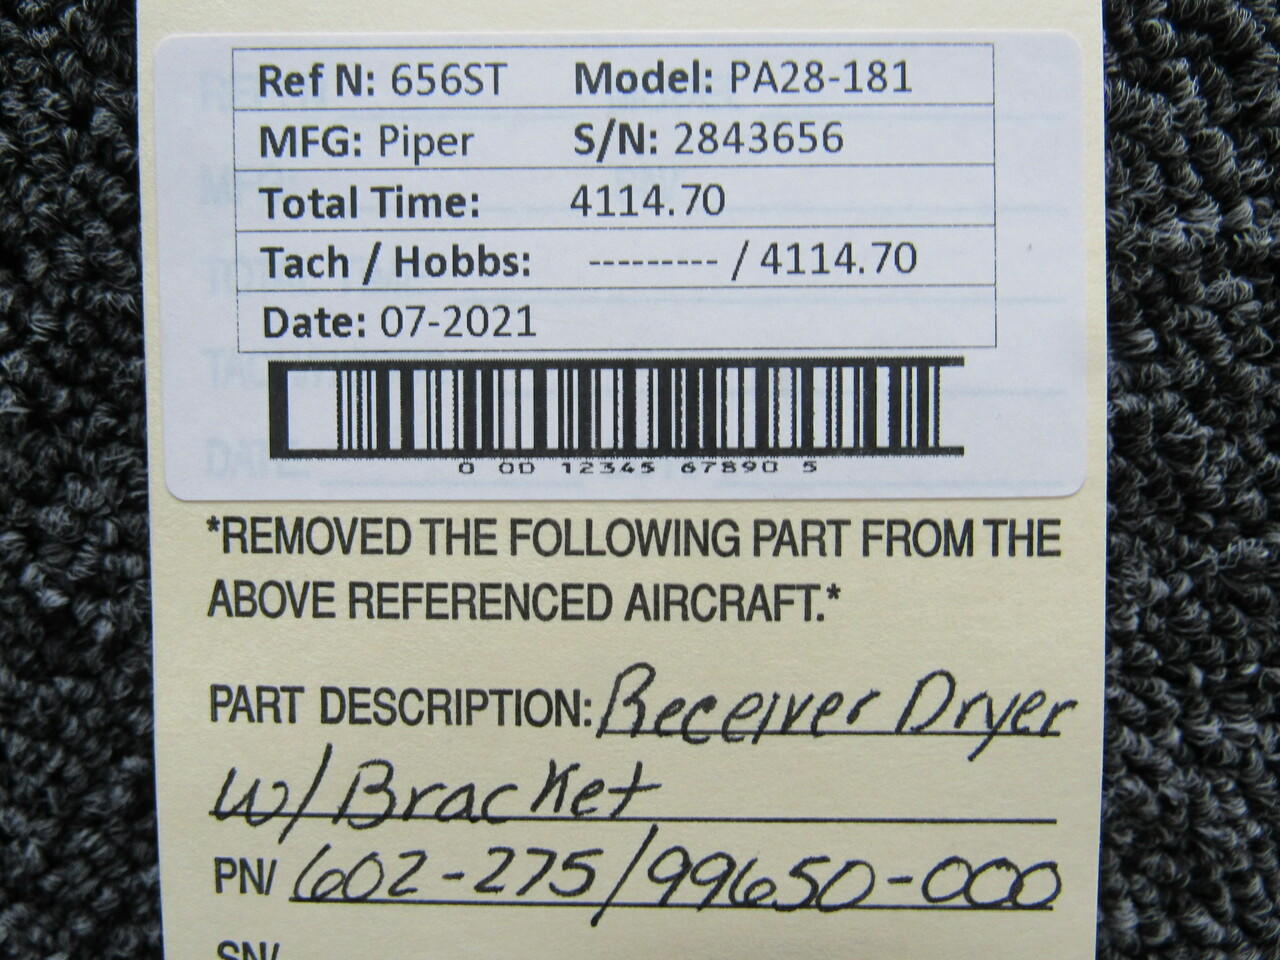 Ref N: 656ST Model: PA28-181
MFG: Piper S/N: 2843656
Total Time: 4114.70
Tach / Hobbs: --------- / 4114.70
Date: 07-2021
0 00 12345 67890 5
*REMOVED THE FOLLOWING PART FROM THE
ABOVE REFERENCED AIRCRAFT.*
PART DESCRIPTION: Receiver Dryer
w/ Bracket
PN/ 602-275/99650-000
SN/